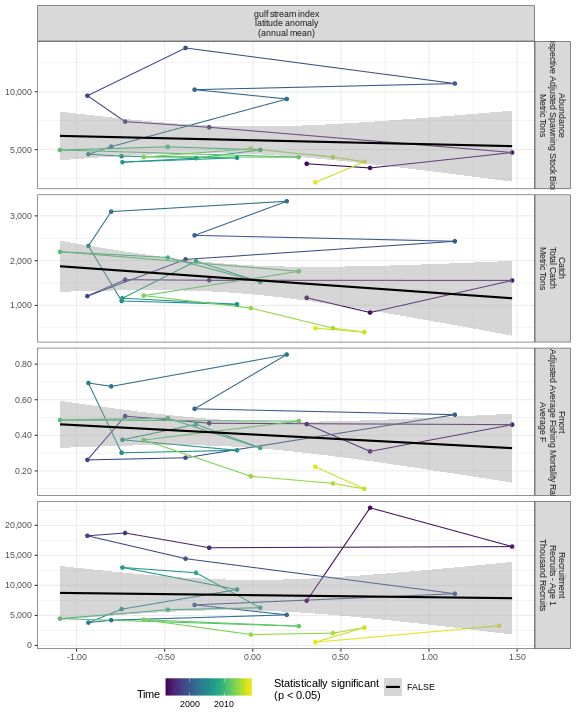 gulf stream index
latitude anomaly
(annual mean)
10,000
5,000
Abundance
Adjusted Spawning Stock
Metric Tons
3,000
2,000
1,000
Catch
Total Catch
Metric Tons
0.80
0.60
0.40
0.20
Fmort
Adjusted Average Fishing Mortality
Average F
20,000
15,000
10,000
5,000
0
Recruitment
Recruits - Age 1
Thousand Recruits
-1.00
-0.50
0.00
0.50
1.00
1.50
Time
2000
2010
Statistically significant
(p < 0.05)
FALSE